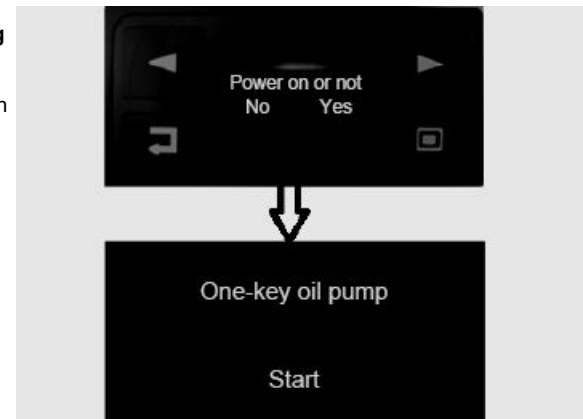 g
n
Power on or not
No Yes
One-key oil pump
Start